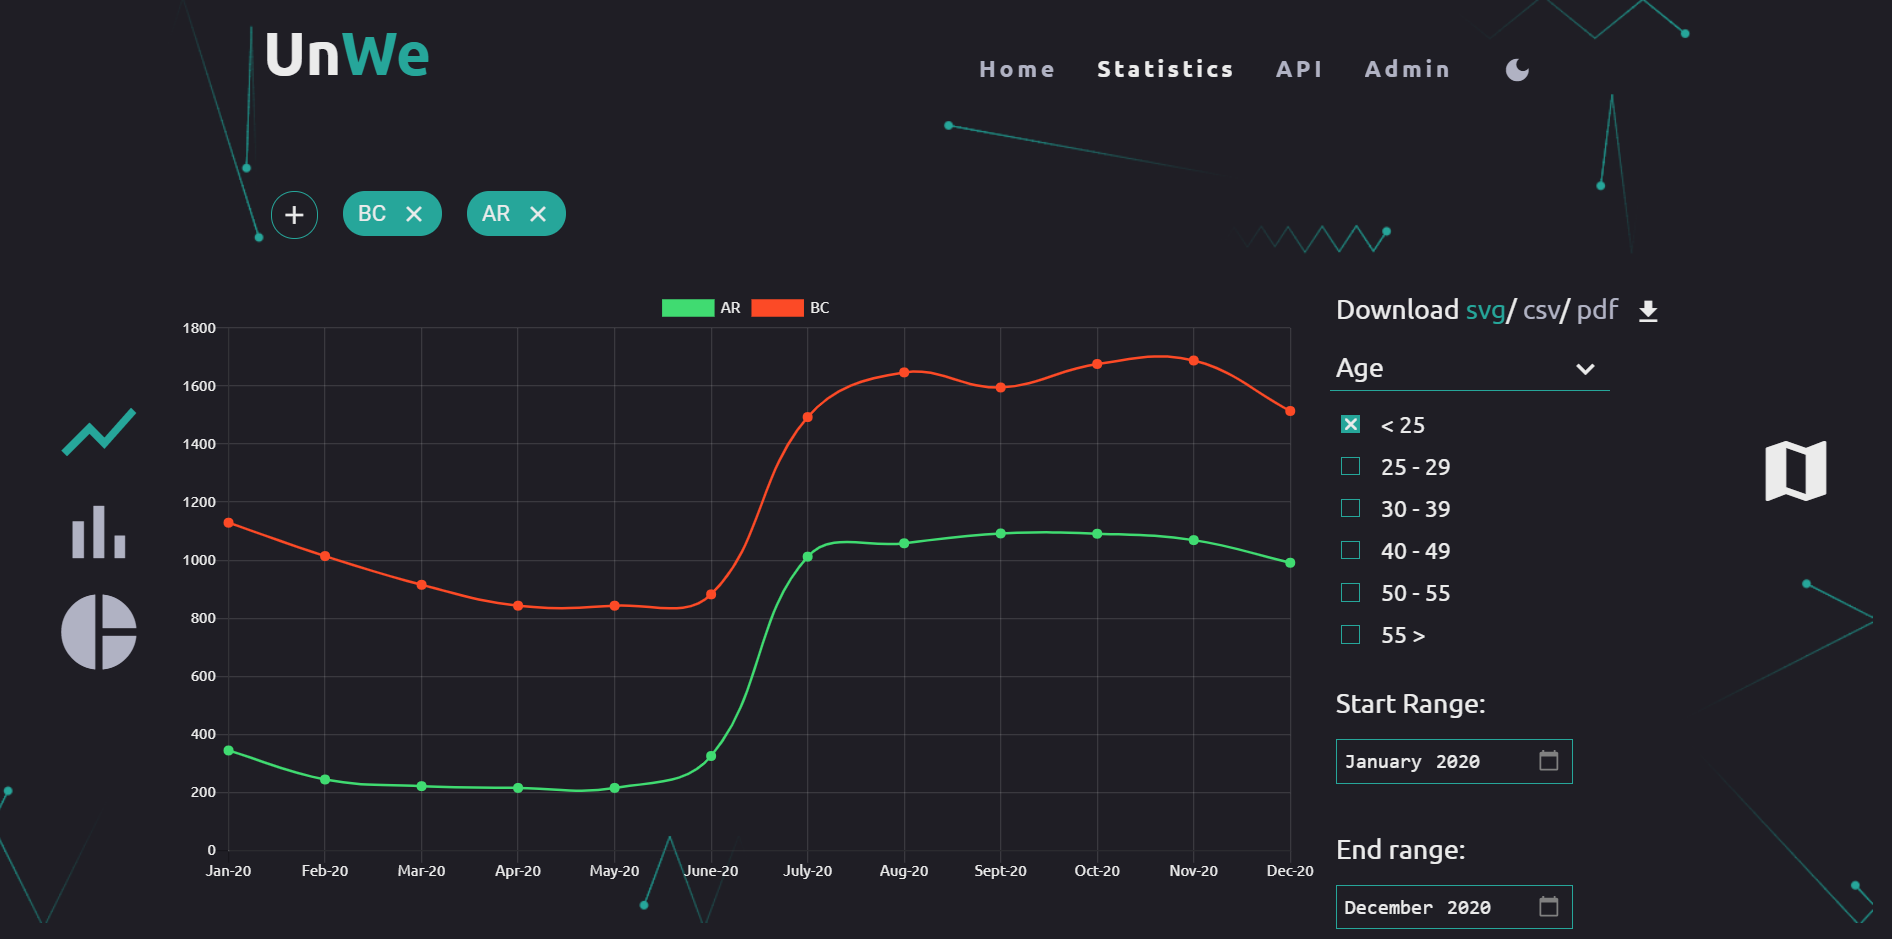 UnWe
Home Statistics API Admin
BC AR
AR BC
Download svg/ csv/ pdf
Age
< 25
25 - 29
30 - 39
40 - 49
50 - 55
55 >
Start Range:
January 2020
End range:
December 2020
1800
1600
1400
1200
1000
800
600
400
200
0
Jan-20 Feb-20 Mar-20 Apr-20 May-20 June-20 July-20 Aug-20 Sept-20 Oct-20 Nov-20 Dec-20